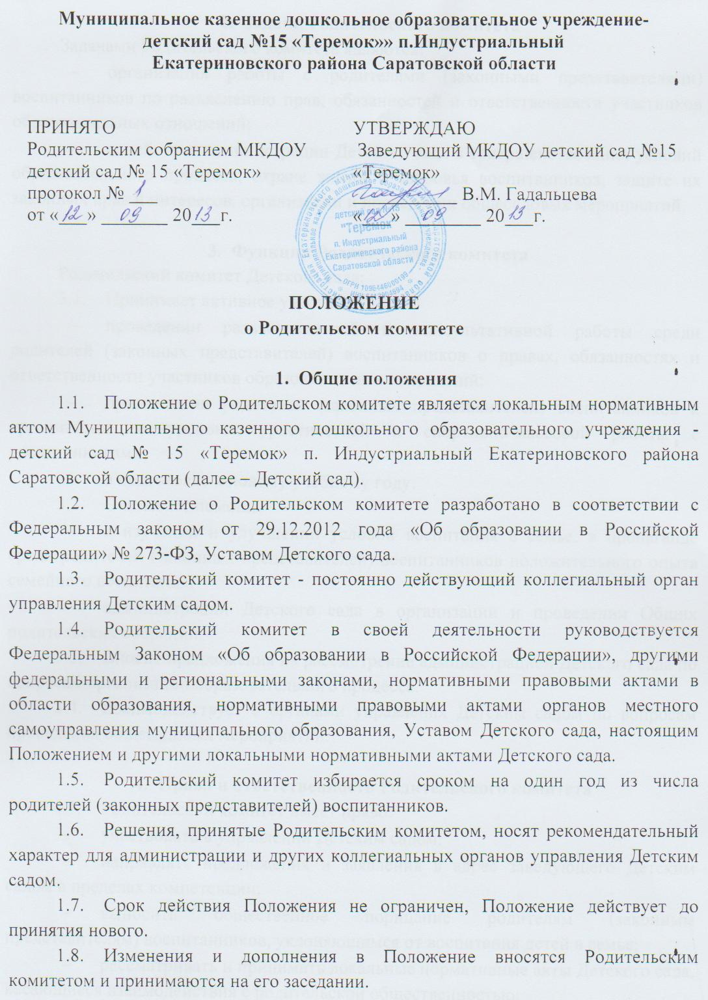 Муниципальное казенное дошкольное образовательное учреждение-
детский сад №15 «Теремок»» п.Индустриальный
Екатериновского района Саратовской области
ПРИНЯТО
Родительским собранием МКДОУ
детский сад № 15 «Теремок»
протокол № 1
от «12» 09 2013 г.
УТВЕРЖДАЮ
Заведующий МКДОУ детский сад №15
«Теремок»
В.М. Гадальцева
«12» 09 2013 г.
детский сад №15
"Теремок"
п. Индустриальный
Екатериновского района
Саратовской области
ПОЛОЖЕНИЕ
о Родительском комитете
1. Общие положения
1.1. Положение о Родительском комитете является локальным нормативным
актом Муниципального казенного дошкольного образовательного учреждения -
детский сад № 15 «Теремок» п. Индустриальный Екатериновского района
Саратовской области (далее – Детский сад).
1.2. Положение о Родительском комитете разработано в соответствии с
Федеральным законом от 29.12.2012 года «Об образовании в Российской
Федерации» № 273-ФЗ, Уставом Детского сада.
1.3. Родительский комитет - постоянно действующий коллегиальный орган
управления Детским садом.
1.4. Родительский комитет в своей деятельности руководствуется
Федеральным Законом «Об образовании в Российской Федерации», другими
федеральными и региональными законами, нормативными правовыми актами в
области образования, нормативными правовыми актами органов местного
самоуправления муниципального образования, Уставом Детского сада, настоящим
Положением и другими локальными нормативными актами Детского сада.
1.5. Родительский комитет избирается сроком на один год из числа
родителей (законных представителей) воспитанников.
1.6. Решения, принятые Родительским комитетом, носят рекомендательный
характер для администрации и других коллегиальных органов управления Детским
садом.
1.7. Срок действия Положения не ограничен, Положение действует до
принятия нового.
1.8. Изменения и дополнения в Положение вносятся Родительским
комитетом и принимаются на его заседании.